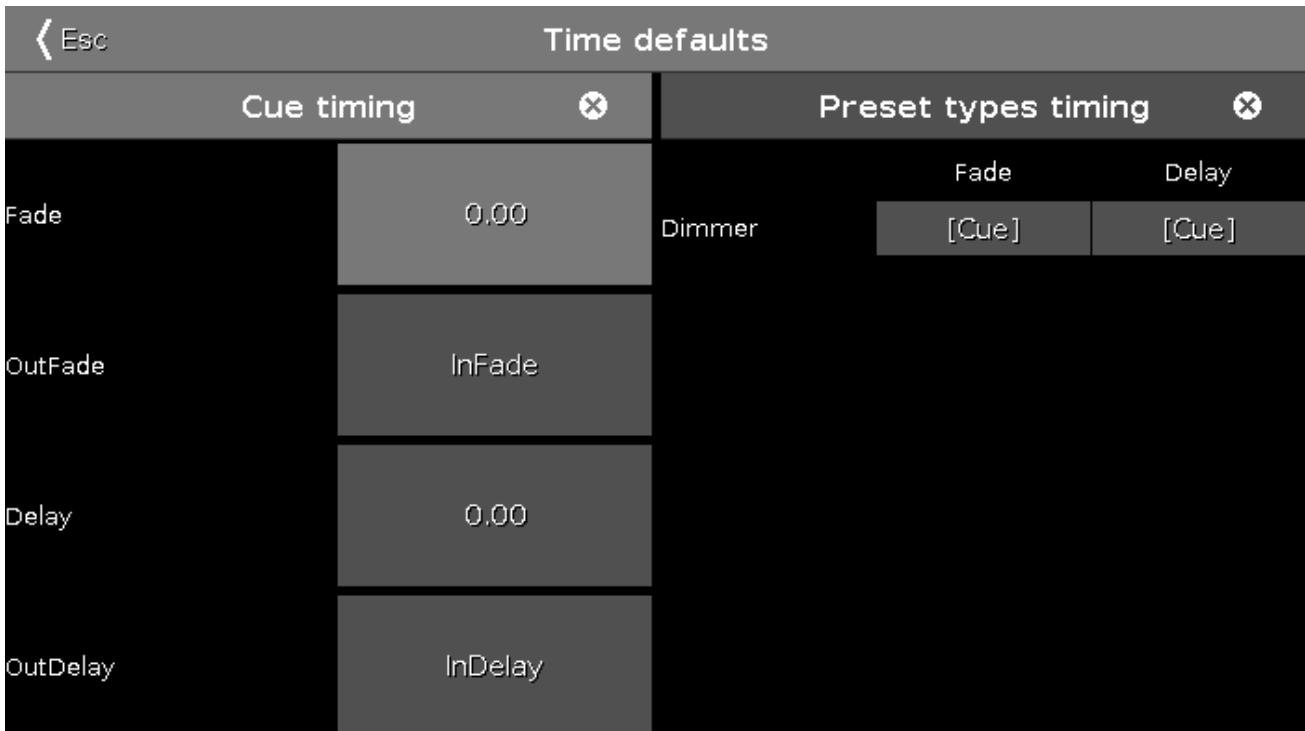 Esc
Time defaults
Cue timing
Preset types timing
Fade
0.00
OutFade
InFade
Delay
0.00
OutDelay
InDelay
Fade Delay
Dimmer [Cue] [Cue]